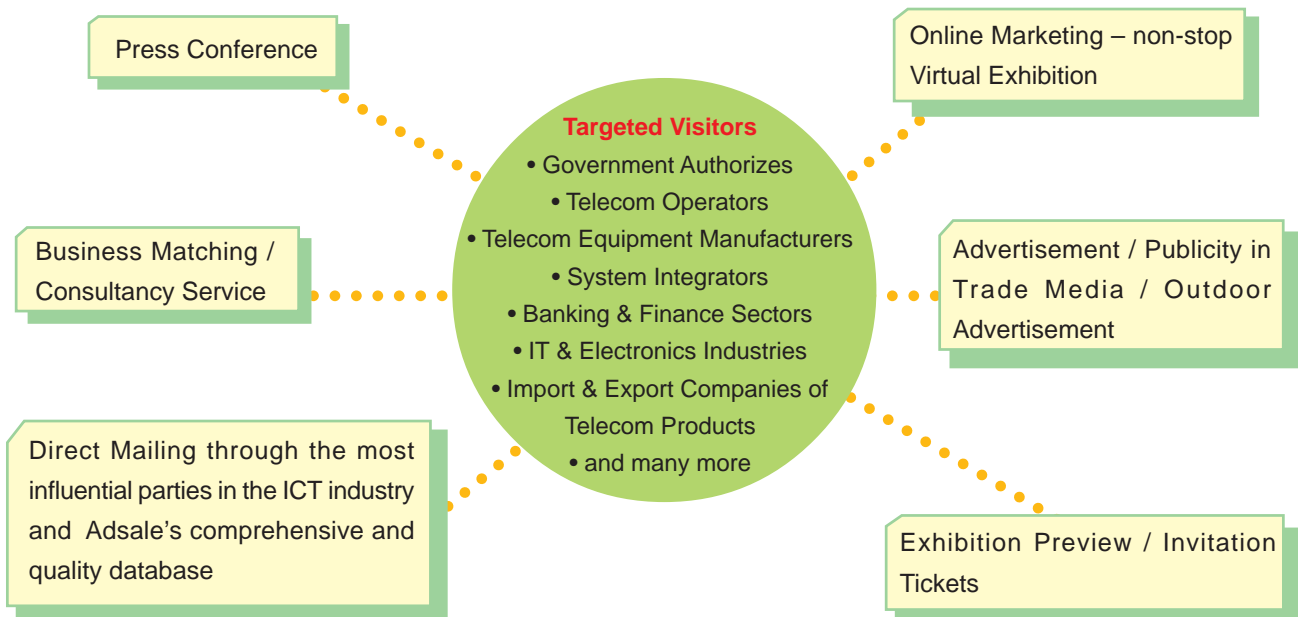 Press Conference
Online Marketing – non-stop
Virtual Exhibition
Targeted Visitors
• Government Authorizes
• Telecom Operators
• Telecom Equipment Manufacturers
• System Integrators
• Banking & Finance Sectors
• IT & Electronics Industries
• Import & Export Companies of
Telecom Products
• and many more
Business Matching /
Consultancy Service
Advertisement / Publicity in
Trade Media / Outdoor
Advertisement
Direct Mailing through the most
influential parties in the ICT industry
and Adsale's comprehensive and
quality database
Exhibition Preview / Invitation
Tickets